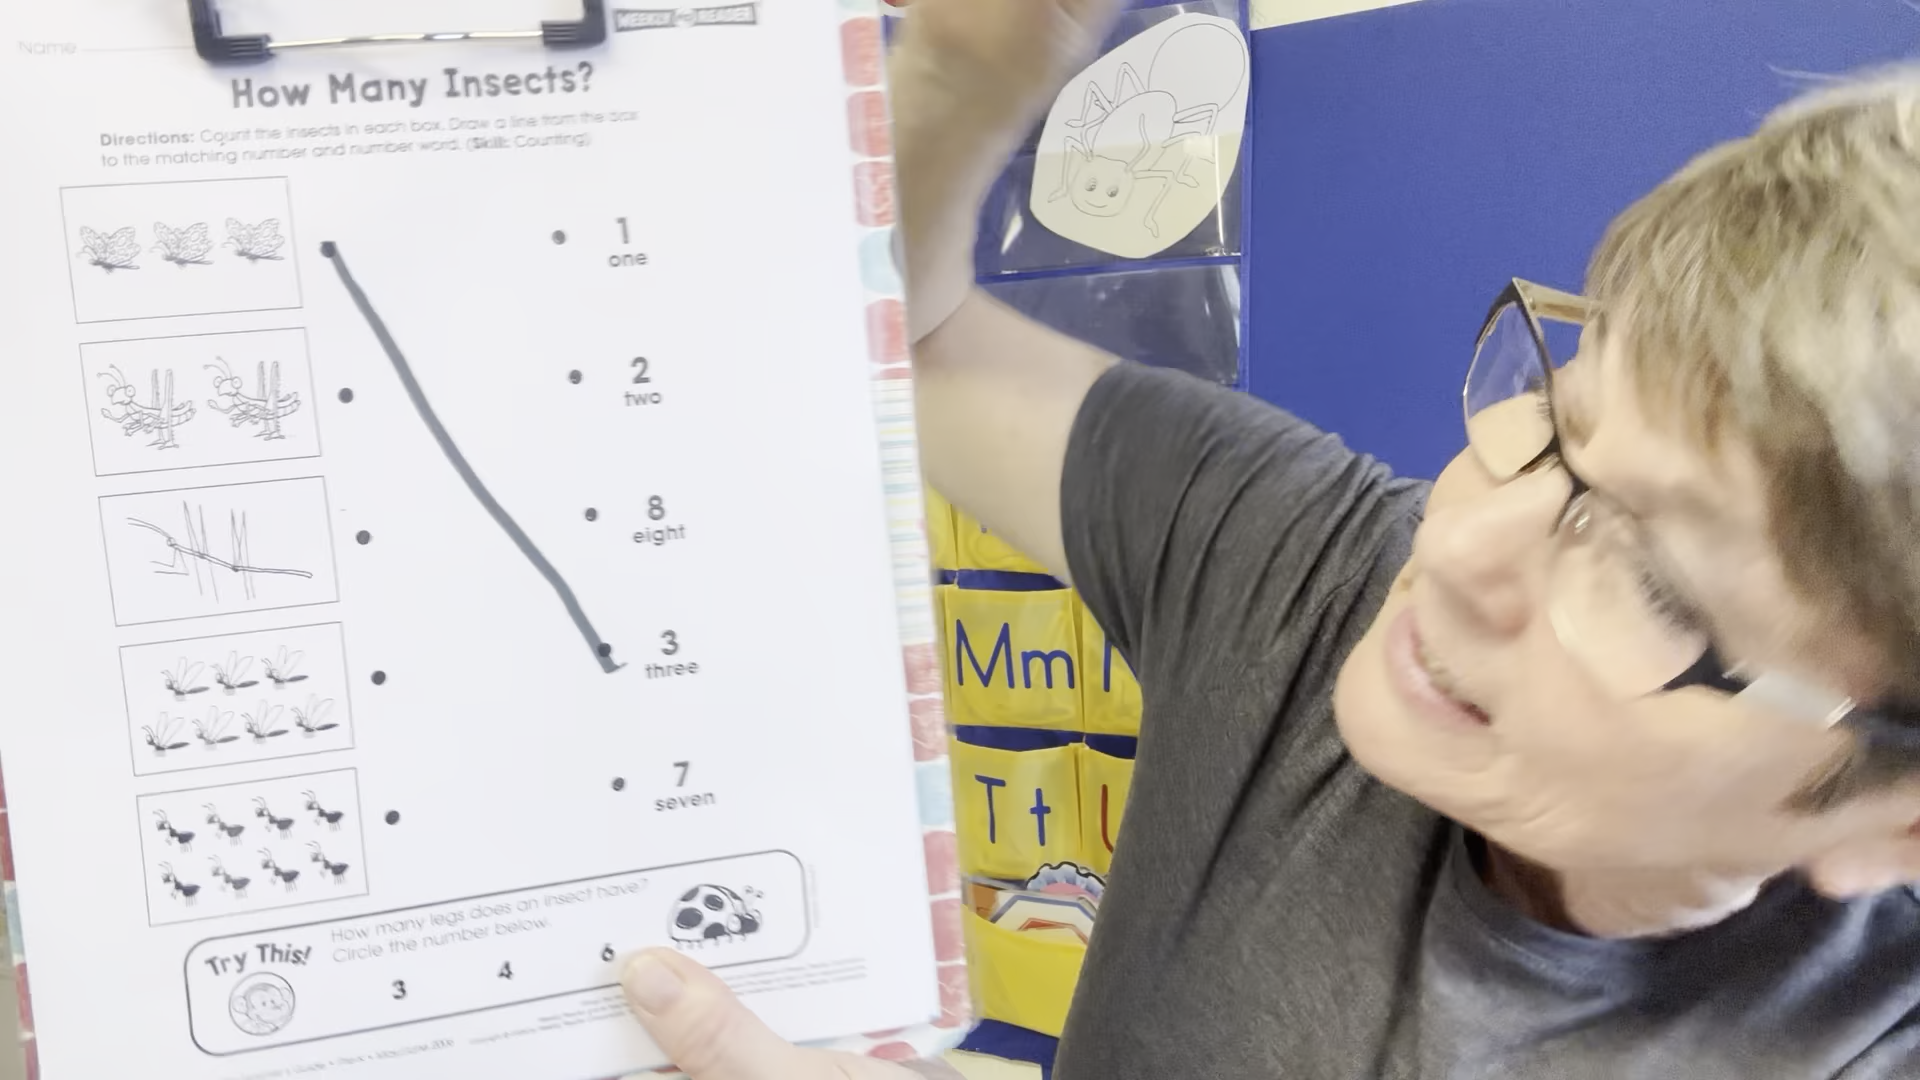 WEEKLY READER
Name
How Many Insects?
Directions: Count the insects in each box. Draw a line from the box
to the matching number and number word. (Skill: Counting)
1
one
2
two
8
eight
3
three
7
seven
Try This!
How many legs does an insect have?
Circle the number below.
3 4 6
Mm
Tt